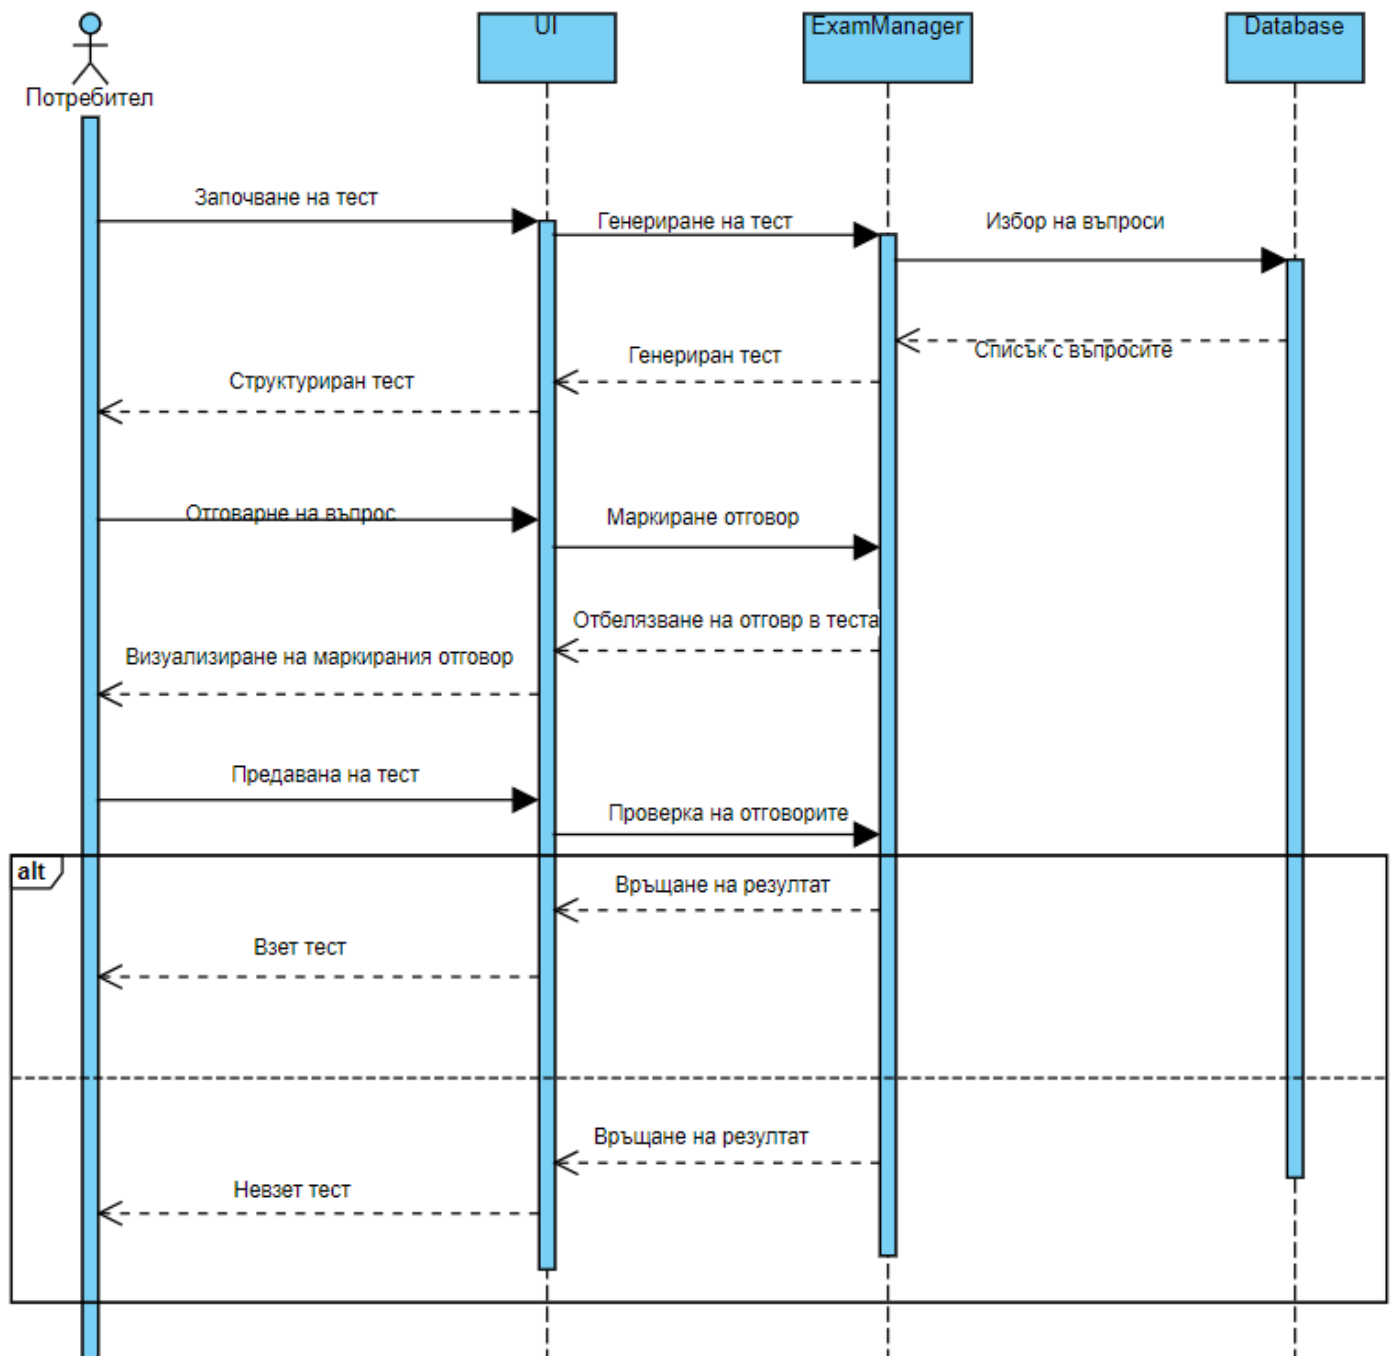 UI
ExamManager
Database
Потребител
Започване на тест
Генериране на тест
Избор на въпроси
Списък с въпросите
Генериран тест
Структуриран тест
Отговарне на въпрос
Маркиране отговор
Отбелязване на отговр в теста
Визуализиране на маркирания отговор
Предавана на тест
Проверка на отговорите
alt
Връщане на резултат
Взет тест
Връщане на резултат
Невзет тест